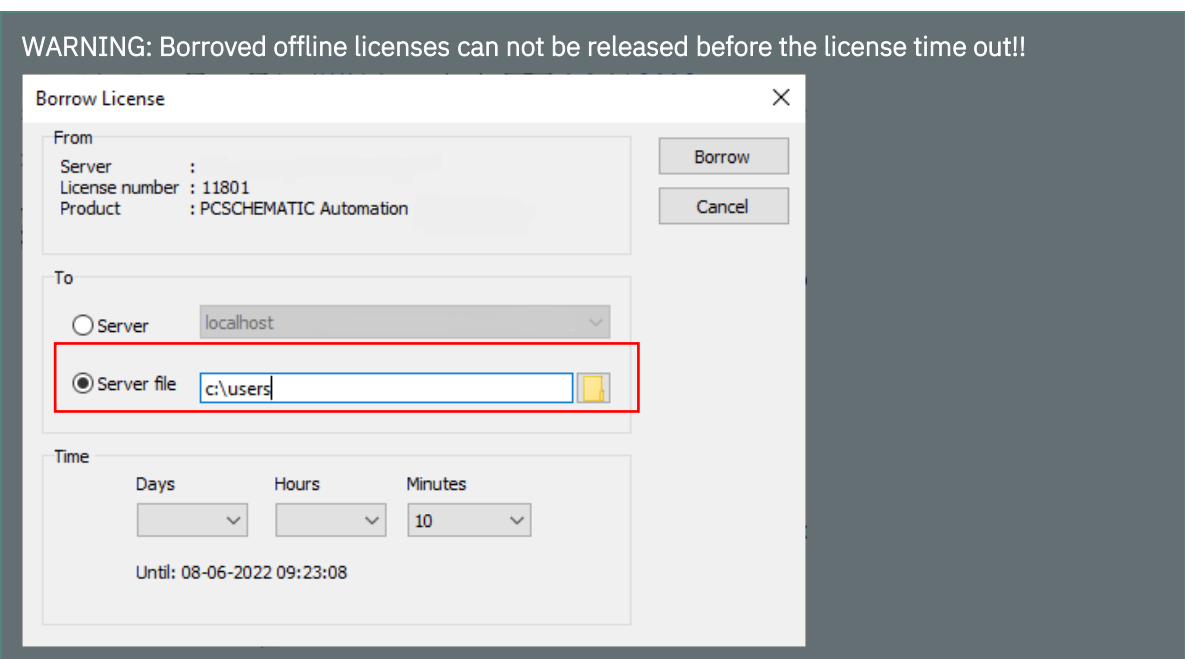 WARNING: Borroved offline licenses can not be released before the license time out!!
Borrow License
From
Server :
License number : 11801
Product : PCSCHEMATIC Automation
Borrow
Cancel
To
Server localhost
Server file c:\users
Time
Days Hours Minutes
10
Until: 08-06-2022 09:23:08